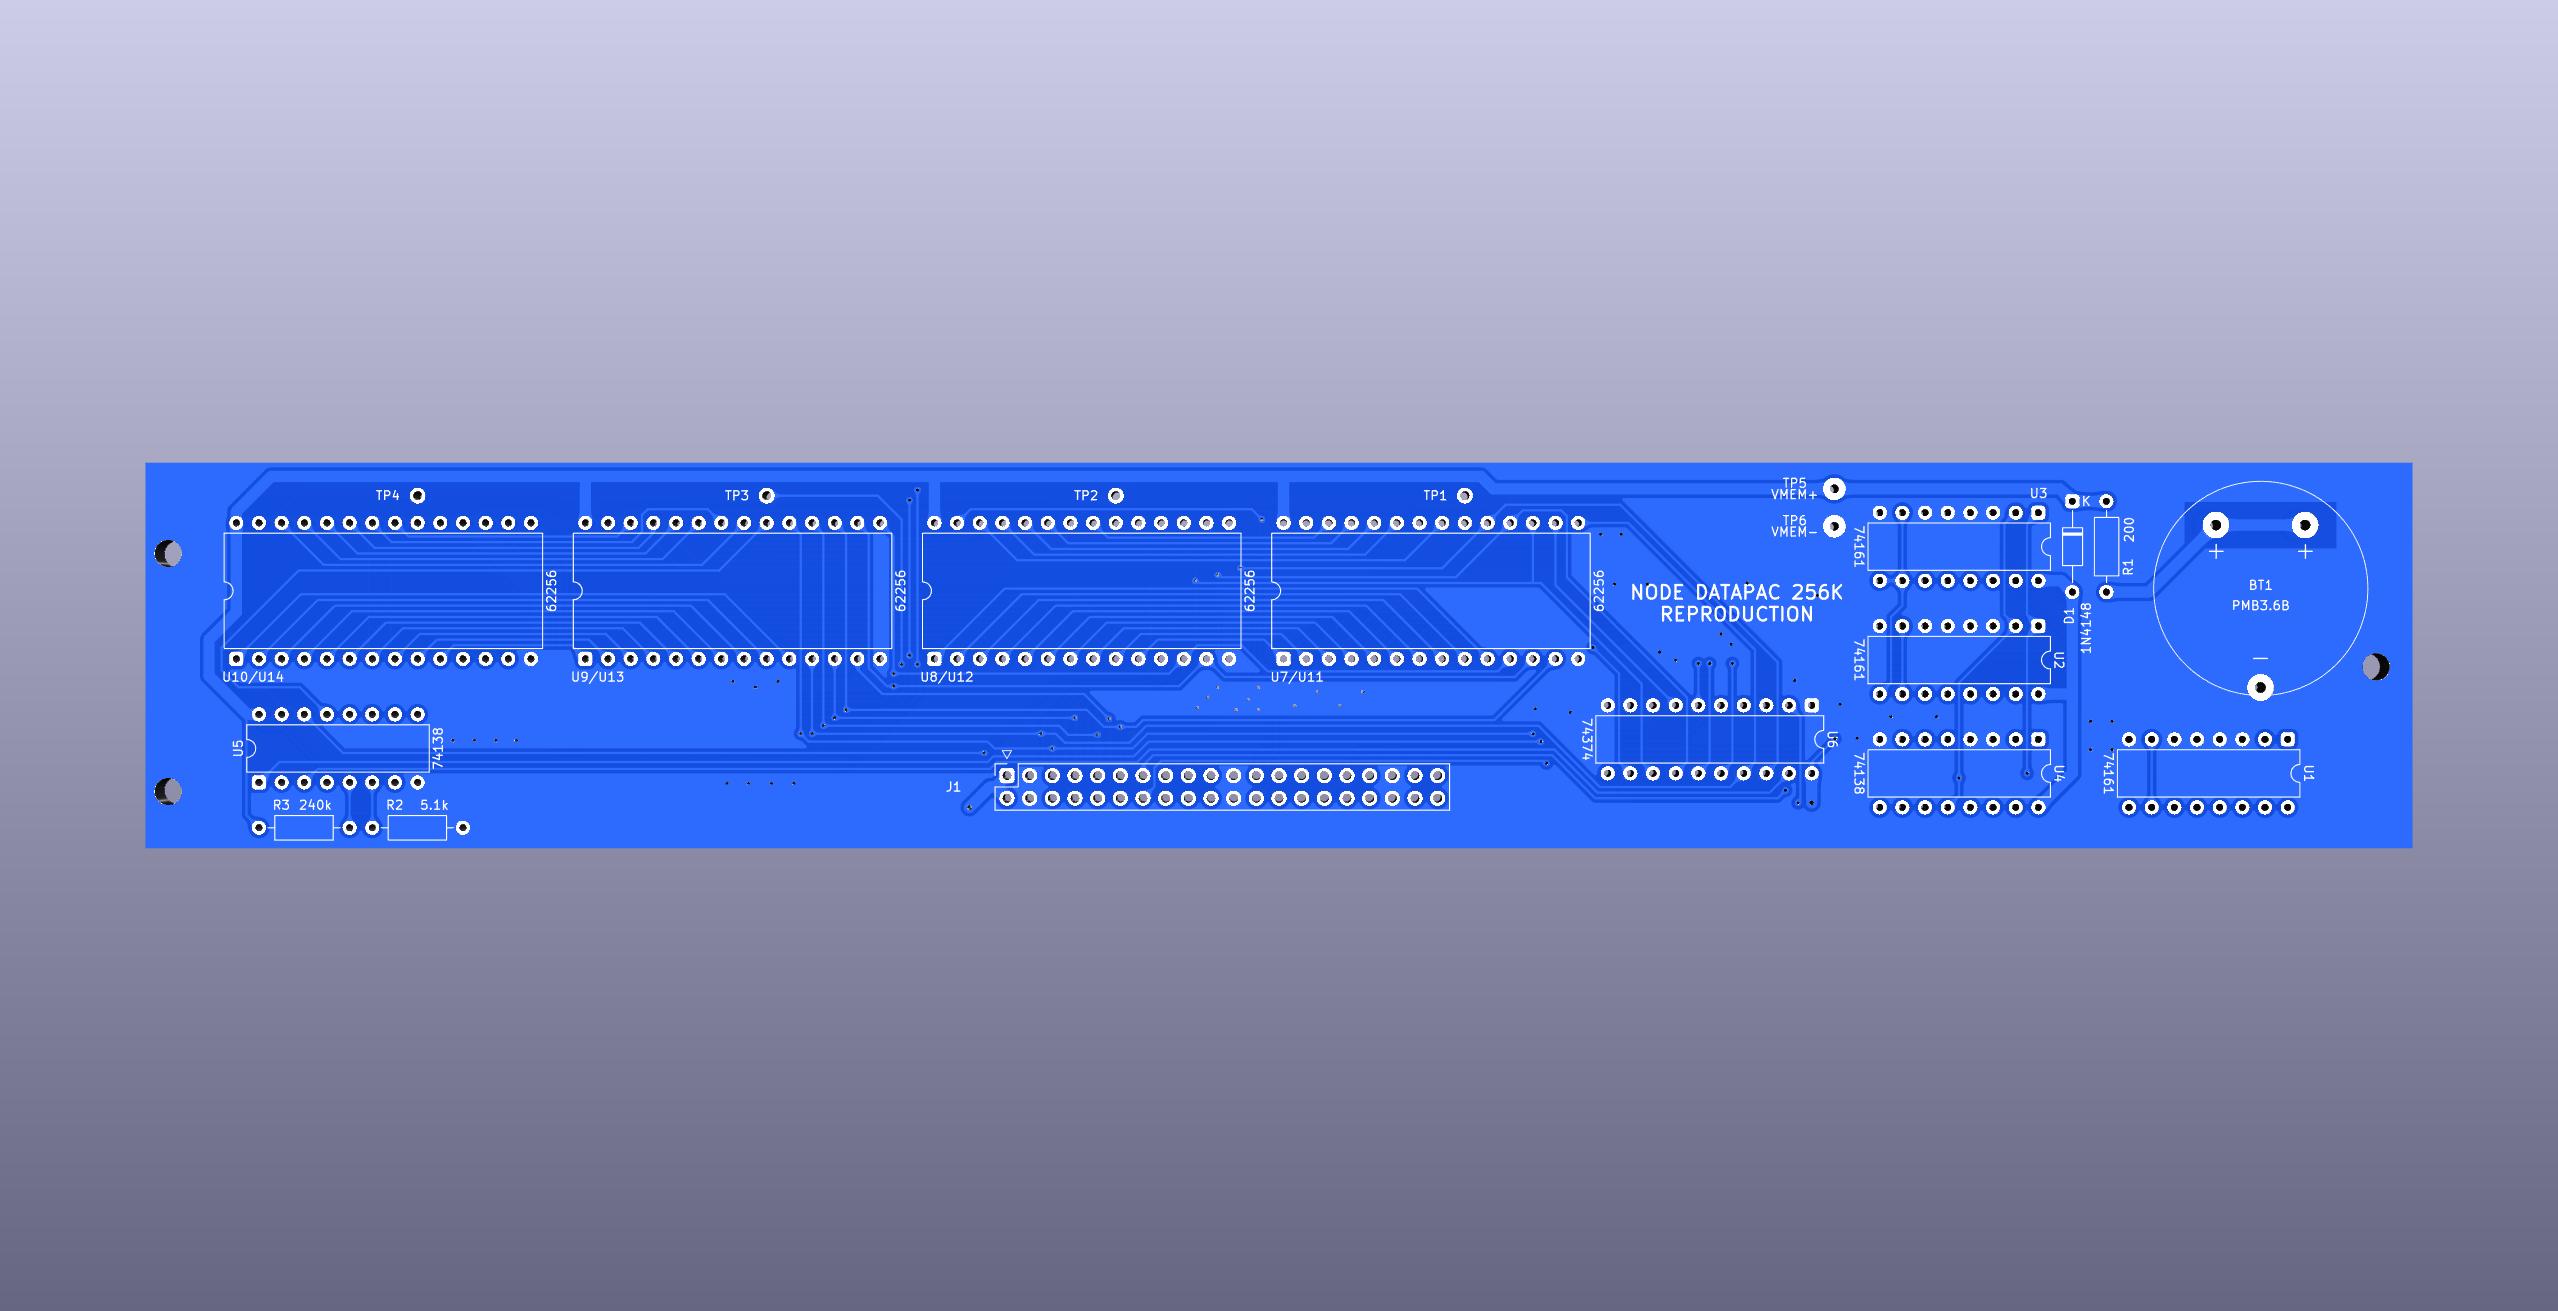 TP4
TP3
TP2
TP1
TP5
VMEM+
TP6
VMEM-
U3
K
74161
200
R1
62256
62256
62256
62256
NODE DATAPAC 256K
REPRODUCTION
D1
1N4148
BT1
PMB3.6B
+
+
−
74161
U2
U10/U14
U9/U13
U8/U12
U7/U11
U5
74138
74374
U6
74138
U4
74161
U1
J1
R3 240k
R2 5.1k